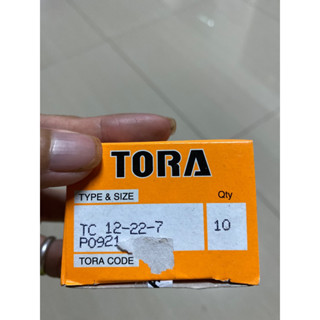 TORA
TYPE & SIZE Qty
TC 12-22-7 10
P0921
TORA CODE